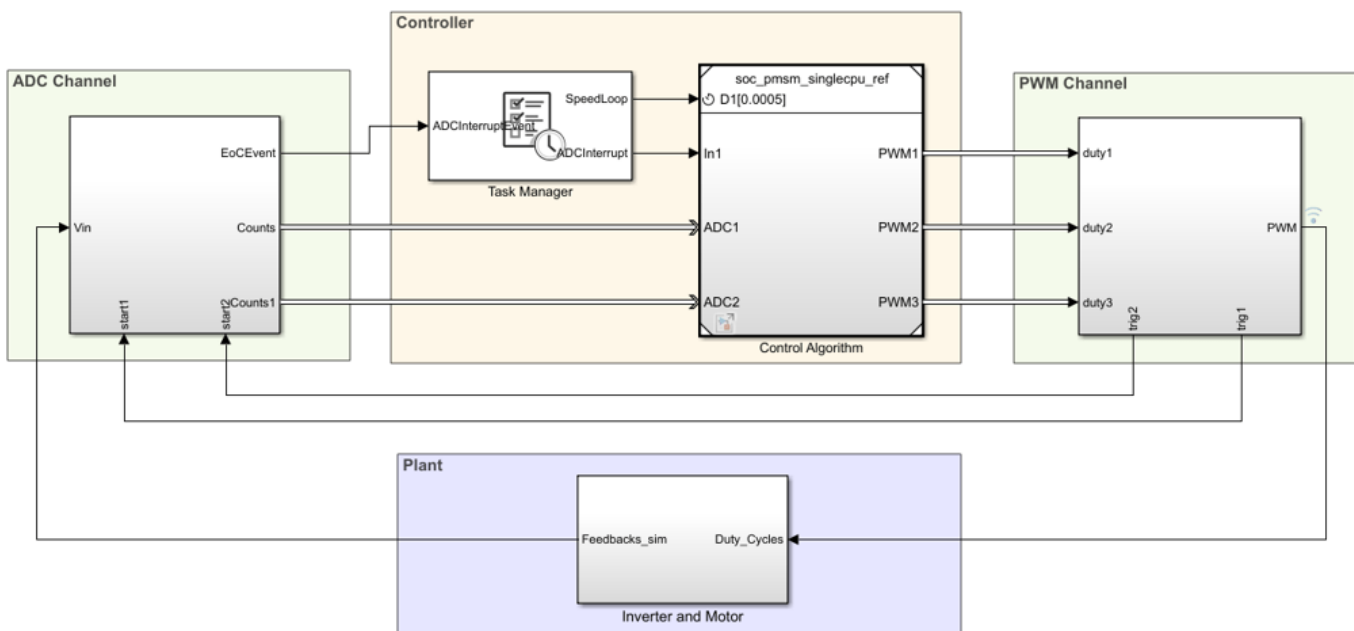 Controller
ADC Channel
PWM Channel
soc_pmsm_singlecpu_ref
D1[0.0005]
SpeedLoop
ADCInterruptEvent
ADCInterrupt
Task Manager
EoCEvent
Vin
Counts
Counts1
start1
start2
In1
ADC1
ADC2
PWM1
PWM2
PWM3
Control Algorithm
duty1
duty2
duty3
PWM
trig2
trig1
Plant
Feedbacks_sim
Duty_Cycles
Inverter and Motor